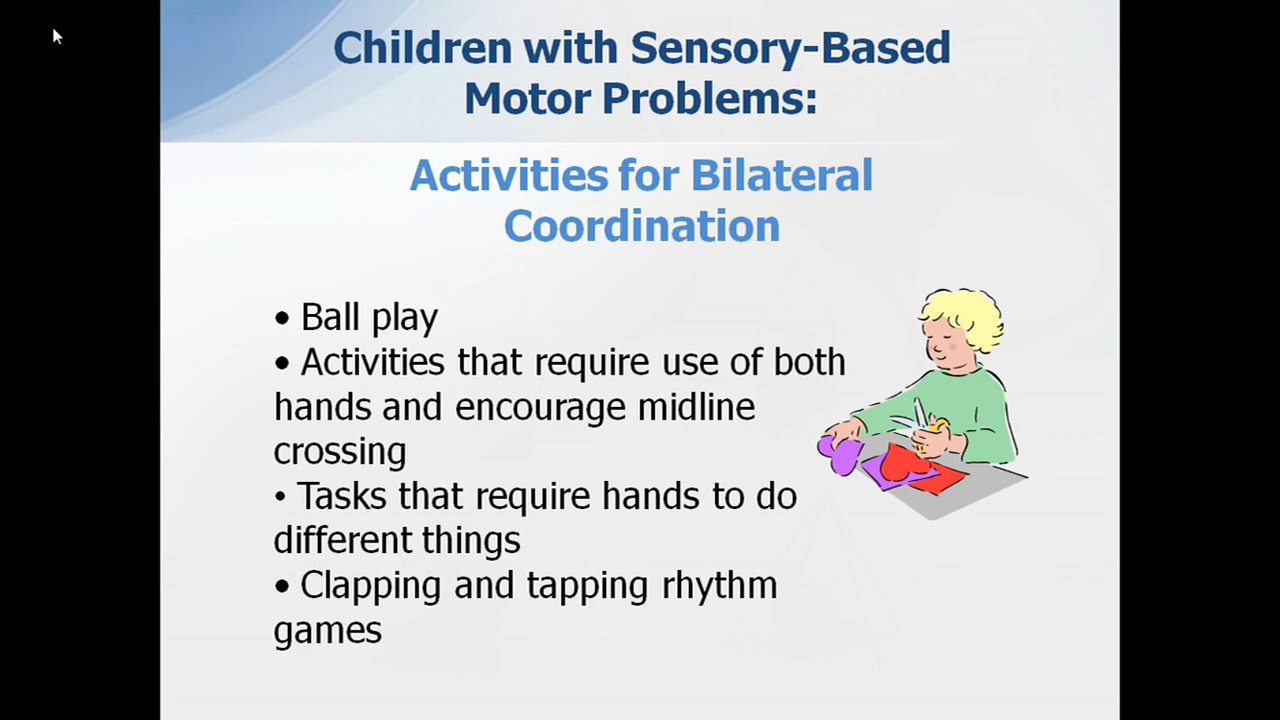 Children with Sensory-Based
Motor Problems:
Activities for Bilateral
Coordination
• Ball play
• Activities that require use of both
hands and encourage midline
crossing
• Tasks that require hands to do
different things
• Clapping and tapping rhythm
games